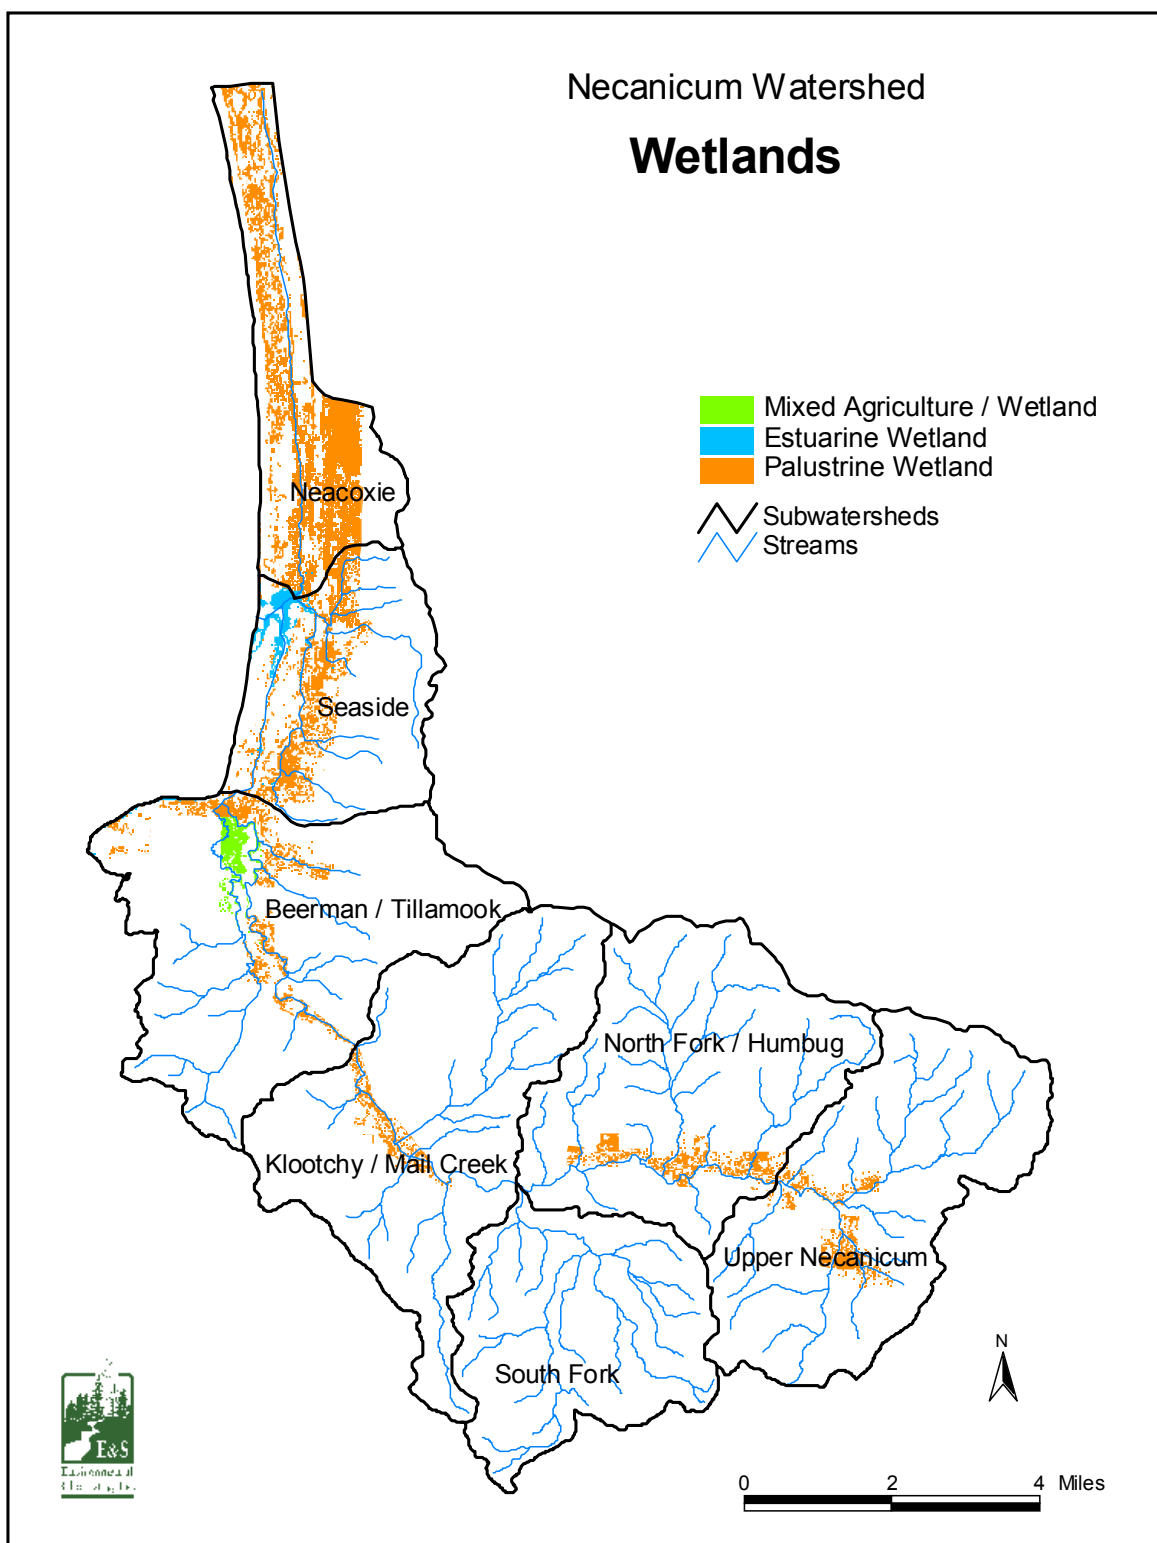 Necanicum Watershed
Wetlands
Mixed Agriculture / Wetland
Estuarine Wetland
Palustrine Wetland
Subwatersheds
Streams
Neacoxie
Seaside
Beerman / Tillamook
North Fork / Humbug
Klootchy / Mail Creek
Upper Necanicum
South Fork
N
E&S
0 2 4 Miles